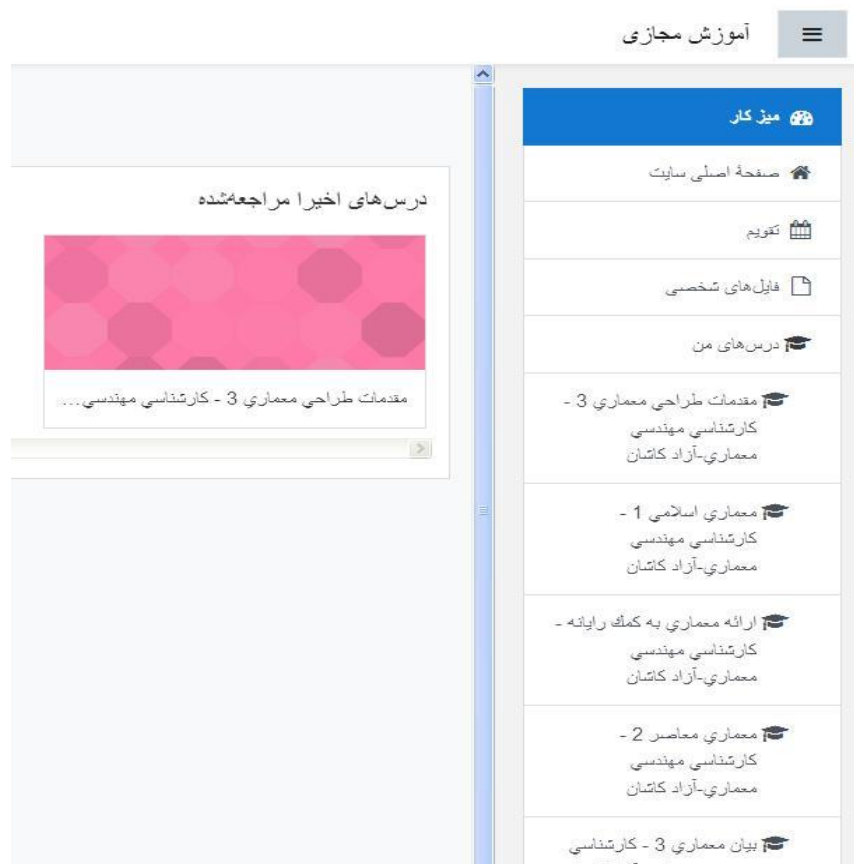 آموزش مجازی
میز کار
صفحهٔ اصلی سایت
تقویم
فایل‌های شخصی
درس‌های من
مقدمات طراحي معماري 3 -
كارشناسي مهندسي
معماري-آزاد كاشان
معماري اسلامي 1 -
كارشناسي مهندسي
معماري-آزاد كاشان
ارائه معماري به كمك رايانه -
كارشناسي مهندسي
معماري-آزاد كاشان
معماري معاصر 2 -
كارشناسي مهندسي
معماري-آزاد كاشان
بيان معماري 3 - كارشناسي
درس‌های اخیرا مراجعه‌شده
مقدمات طراحي معماري 3 - كارشناسي مهندسي...